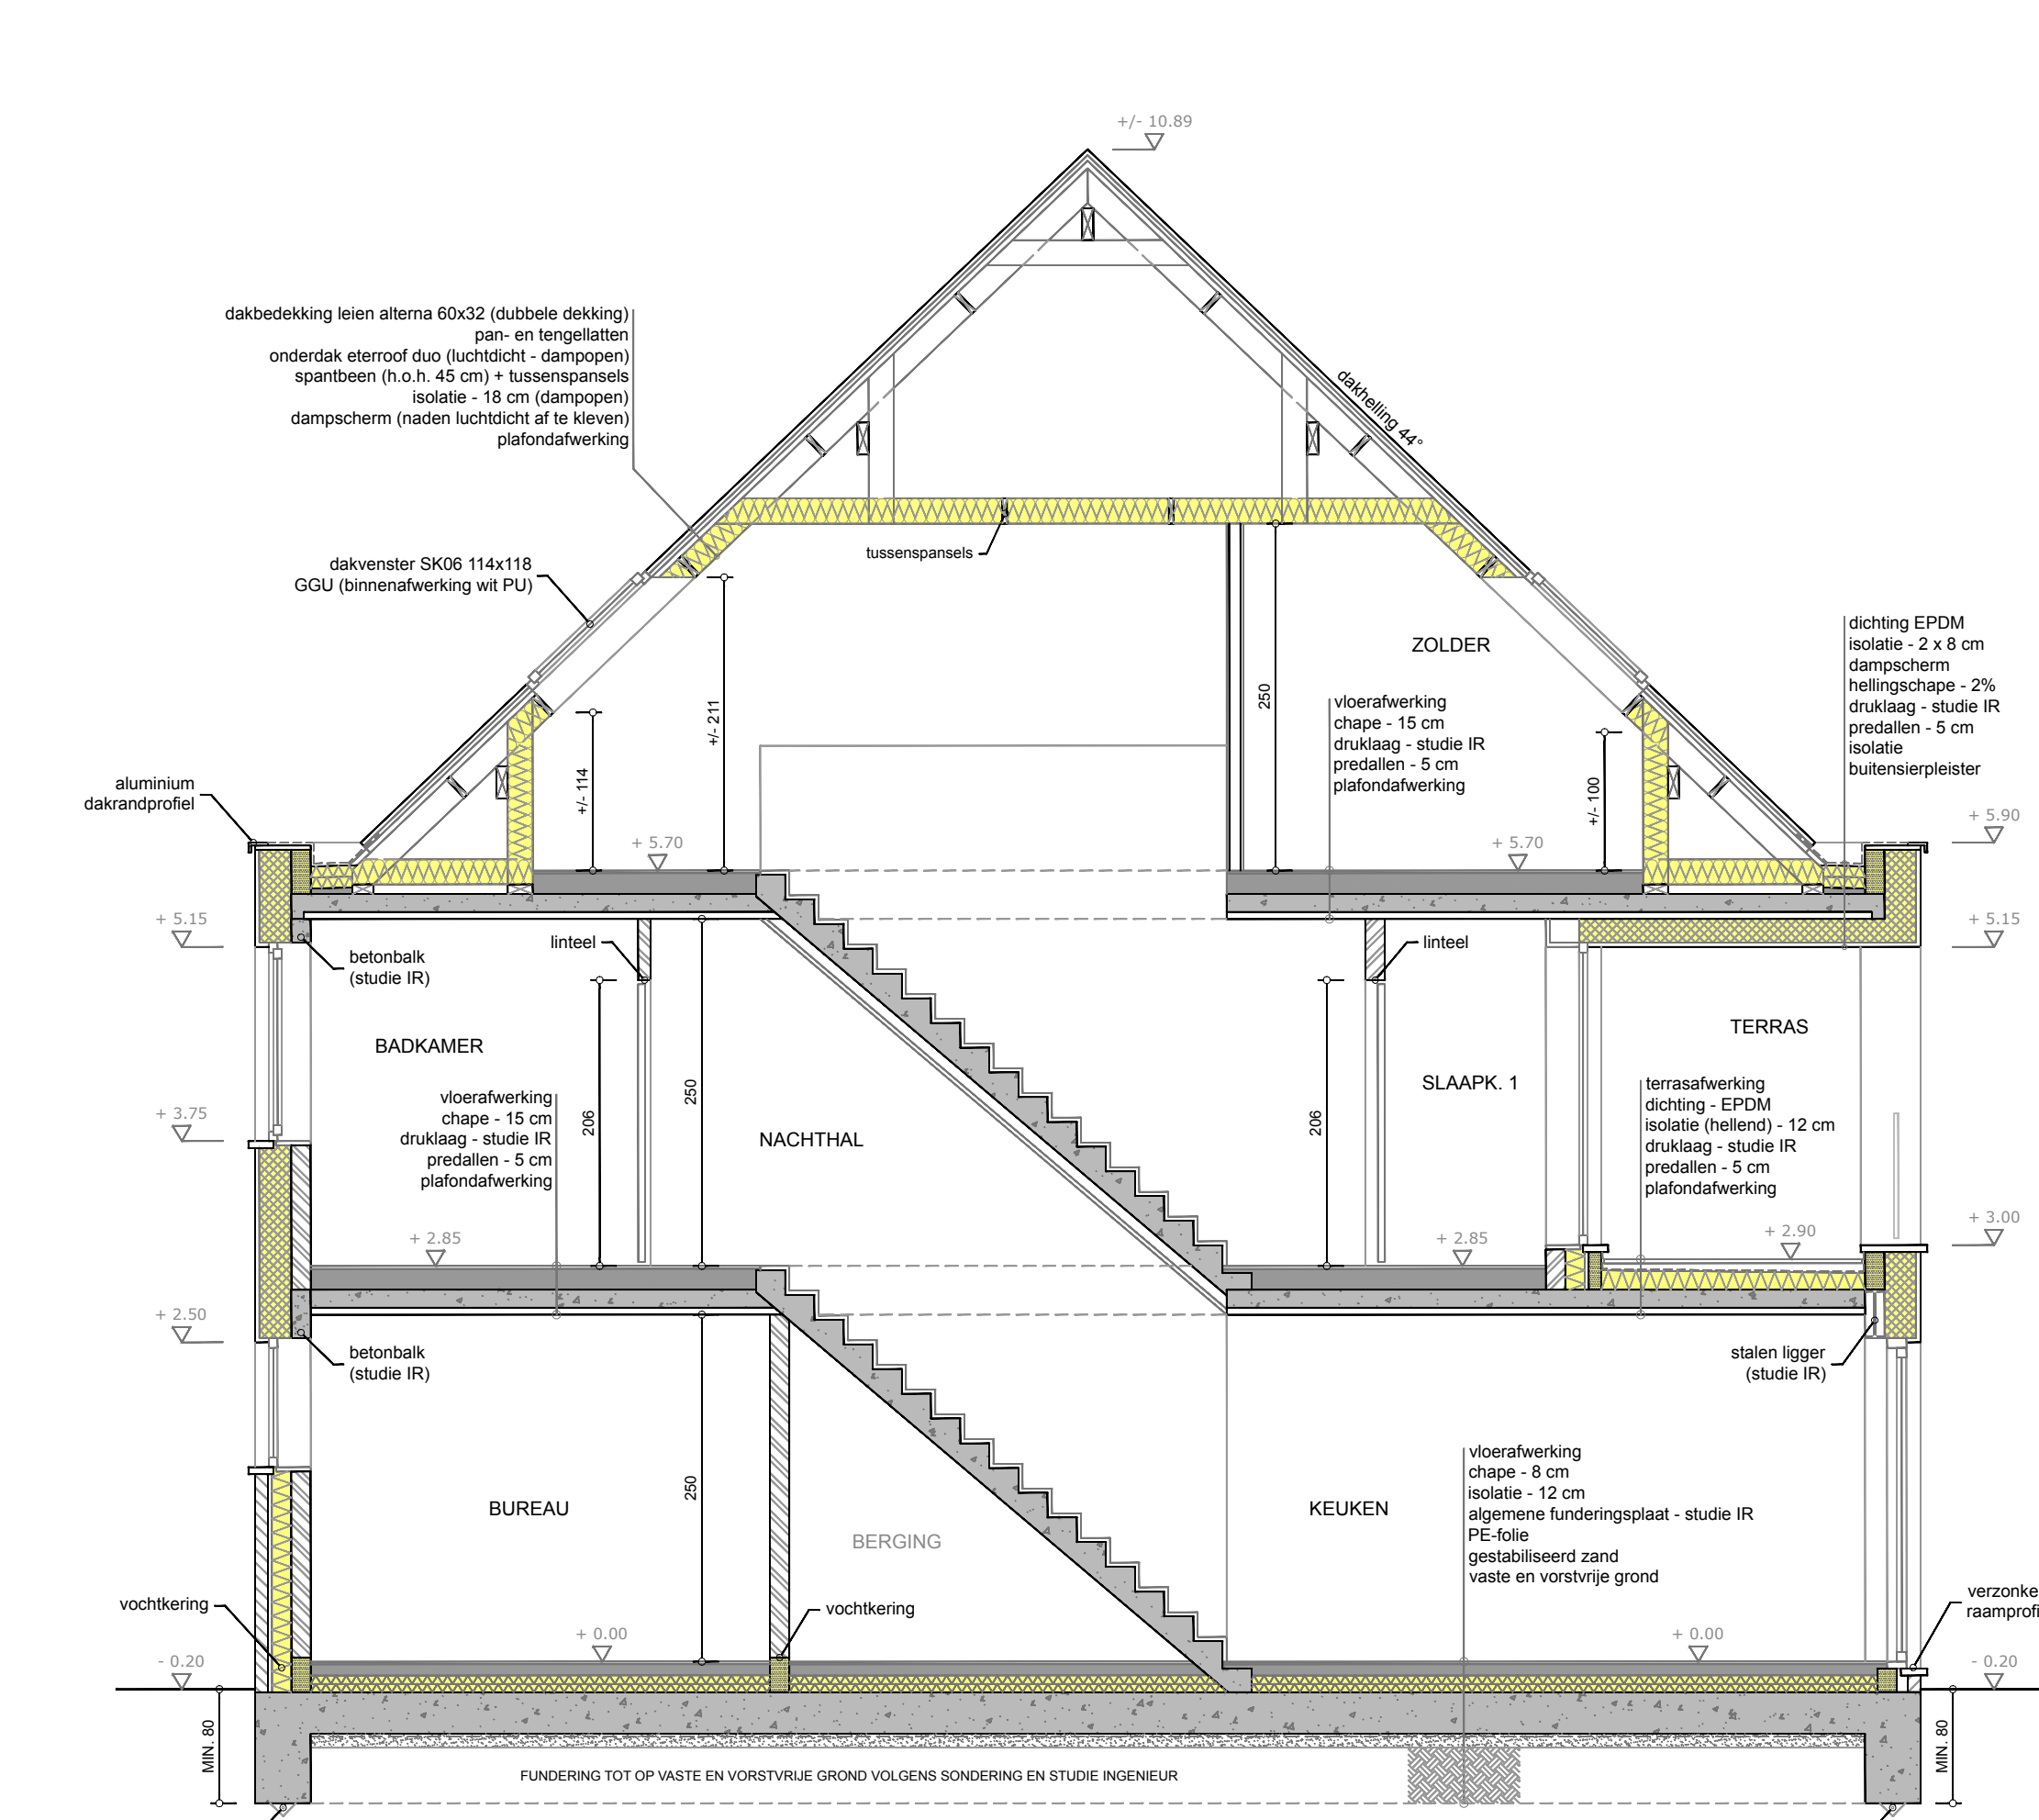 +/- 10.89
dakbedekking leien alterna 60x32 (dubbele dekking)
pan- en tengellatten
onderdak eterroof duo (luchtdicht - dampopen)
spantbeen (h.o.h. 45 cm) + tussenspansels
isolatie - 18 cm (dampopen)
dampscherm (naden luchtdicht af te kleven)
plafondafwerking
dakhelling 44°
tussenspansels
dakvenster SK06 114x118
GGU (binnenafwerking wit PU)
ZOLDER
dichting EPDM
isolatie - 2 x 8 cm
dampscherm
hellingschape - 2%
druklaag - studie IR
predallen - 5 cm
isolatie
buitensierpleister
250
+/- 211
vloerafwerking
chape - 15 cm
druklaag - studie IR
predallen - 5 cm
plafondafwerking
+/- 114
+/- 100
aluminium
dakrandprofiel
+ 5.70
+ 5.70
+ 5.90
+ 5.15
+ 5.15
betonbalk
(studie IR)
linteel
linteel
BADKAMER
TERRAS
SLAAPK. 1
+ 3.75
vloerafwerking
chape - 15 cm
druklaag - studie IR
predallen - 5 cm
plafondafwerking
206
250
NACHTHAL
206
terrasafwerking
dichting - EPDM
isolatie (hellend) - 12 cm
druklaag - studie IR
predallen - 5 cm
plafondafwerking
+ 2.85
+ 2.85
+ 2.90
+ 3.00
+ 2.50
betonbalk
(studie IR)
stalen ligger
(studie IR)
BUREAU
250
BERGING
KEUKEN
vloerafwerking
chape - 8 cm
isolatie - 12 cm
algemene funderingsplaat - studie IR
PE-folie
gestabiliseerd zand
vaste en vorstvrije grond
vochtkering
vochtkering
verzonke
raamprofi
+ 0.00
+ 0.00
- 0.20
- 0.20
MIN. 80
MIN. 80
FUNDERING TOT OP VASTE EN VORSTVRIJE GROND VOLGENS SONDERING EN STUDIE INGENIEUR